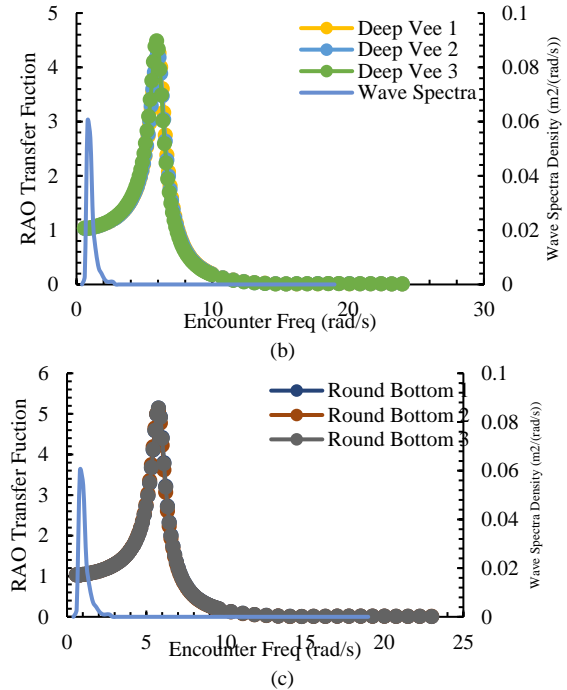 5
4
3
2
1
0
RAO Transfer Fuction
Deep Vee 1
Deep Vee 2
Deep Vee 3
Wave Spectra
0.1
0.08
0.06
0.04
0.02
0
Wave Spectra Density (m2/(rad/s))
0 10 20 30
Encounter Freq (rad/s)
(b)
6
5
4
3
2
1
0
RAO Transfer Fuction
Round Bottom 1
Round Bottom 2
Round Bottom 3
0.1
0.08
0.06
0.04
0.02
0
Wave Spectra Density (m2/(rad/s))
0 5 10 15 20 25
Encounter Freq (rad/s)
(c)